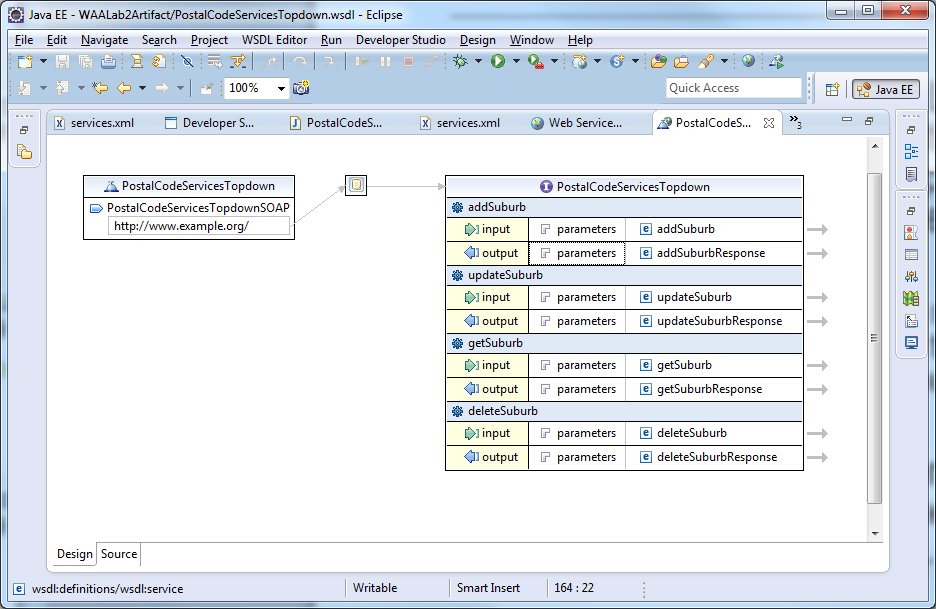 Java EE - WAALab2Artifact/PostalCodeServicesTopdown.wsdl - Eclipse
File Edit Navigate Search Project WSDL Editor Run Developer Studio Design Window Help
100% Quick Access Java EE
services.xml Developer S... PostalCodeS... services.xml Web Service... PostalCodeS... »3
PostalCodeServicesTopdown
PostalCodeServicesTopdownSOAP
http://www.example.org/
PostalCodeServicesTopdown
addSuburb
input parameters addSuburb
output parameters addSuburbResponse
updateSuburb
input parameters updateSuburb
output parameters updateSuburbResponse
getSuburb
input parameters getSuburb
output parameters getSuburbResponse
deleteSuburb
input parameters deleteSuburb
output parameters deleteSuburbResponse
Design Source
wsdl:definitions/wsdl:service Writable Smart Insert 164 : 22